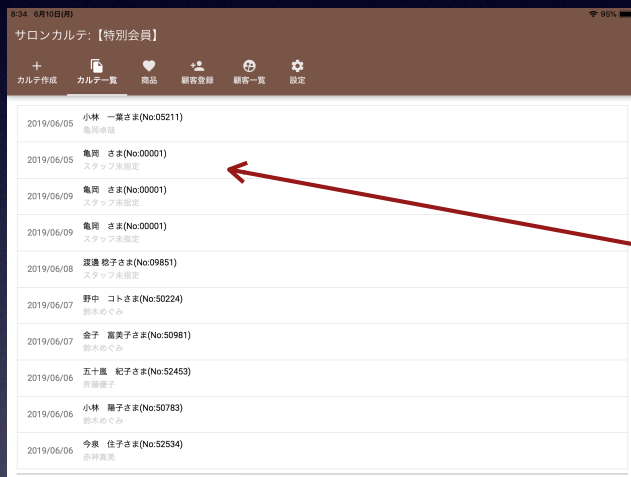 8:34 6月10日(月)
95%
サロンカルテ:【特別会員】
カルテ作成 カルテ一覧 商品 顧客登録 顧客一覧 設定
小林 一葉さま(No:05211)
2019/06/05
亀岡卓哉
亀岡 さま(No:00001)
2019/06/05
スタッフ未指定
亀岡 さま(No:00001)
2019/06/09
スタッフ未指定
亀岡 さま(No:00001)
2019/06/09
スタッフ未指定
渡邉 稔子さま(No:09851)
2019/06/08
スタッフ未指定
野中 コトさま(No:50224)
2019/06/07
鈴木めぐみ
金子 富美子さま(No:50981)
2019/06/07
鈴木めぐみ
五十嵐 紀子さま(No:52453)
2019/06/06
斉藤優子
小林 陽子さま(No:50783)
2019/06/06
鈴木めぐみ
今泉 住子さま(No:52534)
2019/06/06
赤神真美